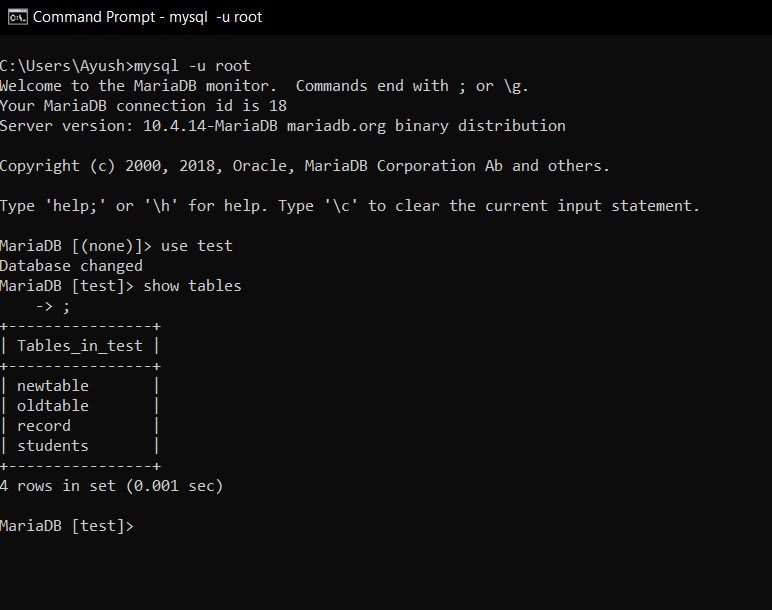 Command Prompt - mysql  -u root
C:\Users\Ayush>mysql -u root
Welcome to the MariaDB monitor.  Commands end with ; or \g.
Your MariaDB connection id is 18
Server version: 10.4.14-MariaDB mariadb.org binary distribution
Copyright (c) 2000, 2018, Oracle, MariaDB Corporation Ab and others.
Type 'help;' or '\h' for help. Type '\c' to clear the current input statement.
MariaDB [(none)]> use test
Database changed
MariaDB [test]> show tables
    -> ;
+----------------+
| Tables_in_test |
+----------------+
| newtable       |
| oldtable       |
| record         |
| students       |
+----------------+
4 rows in set (0.001 sec)
MariaDB [test]>